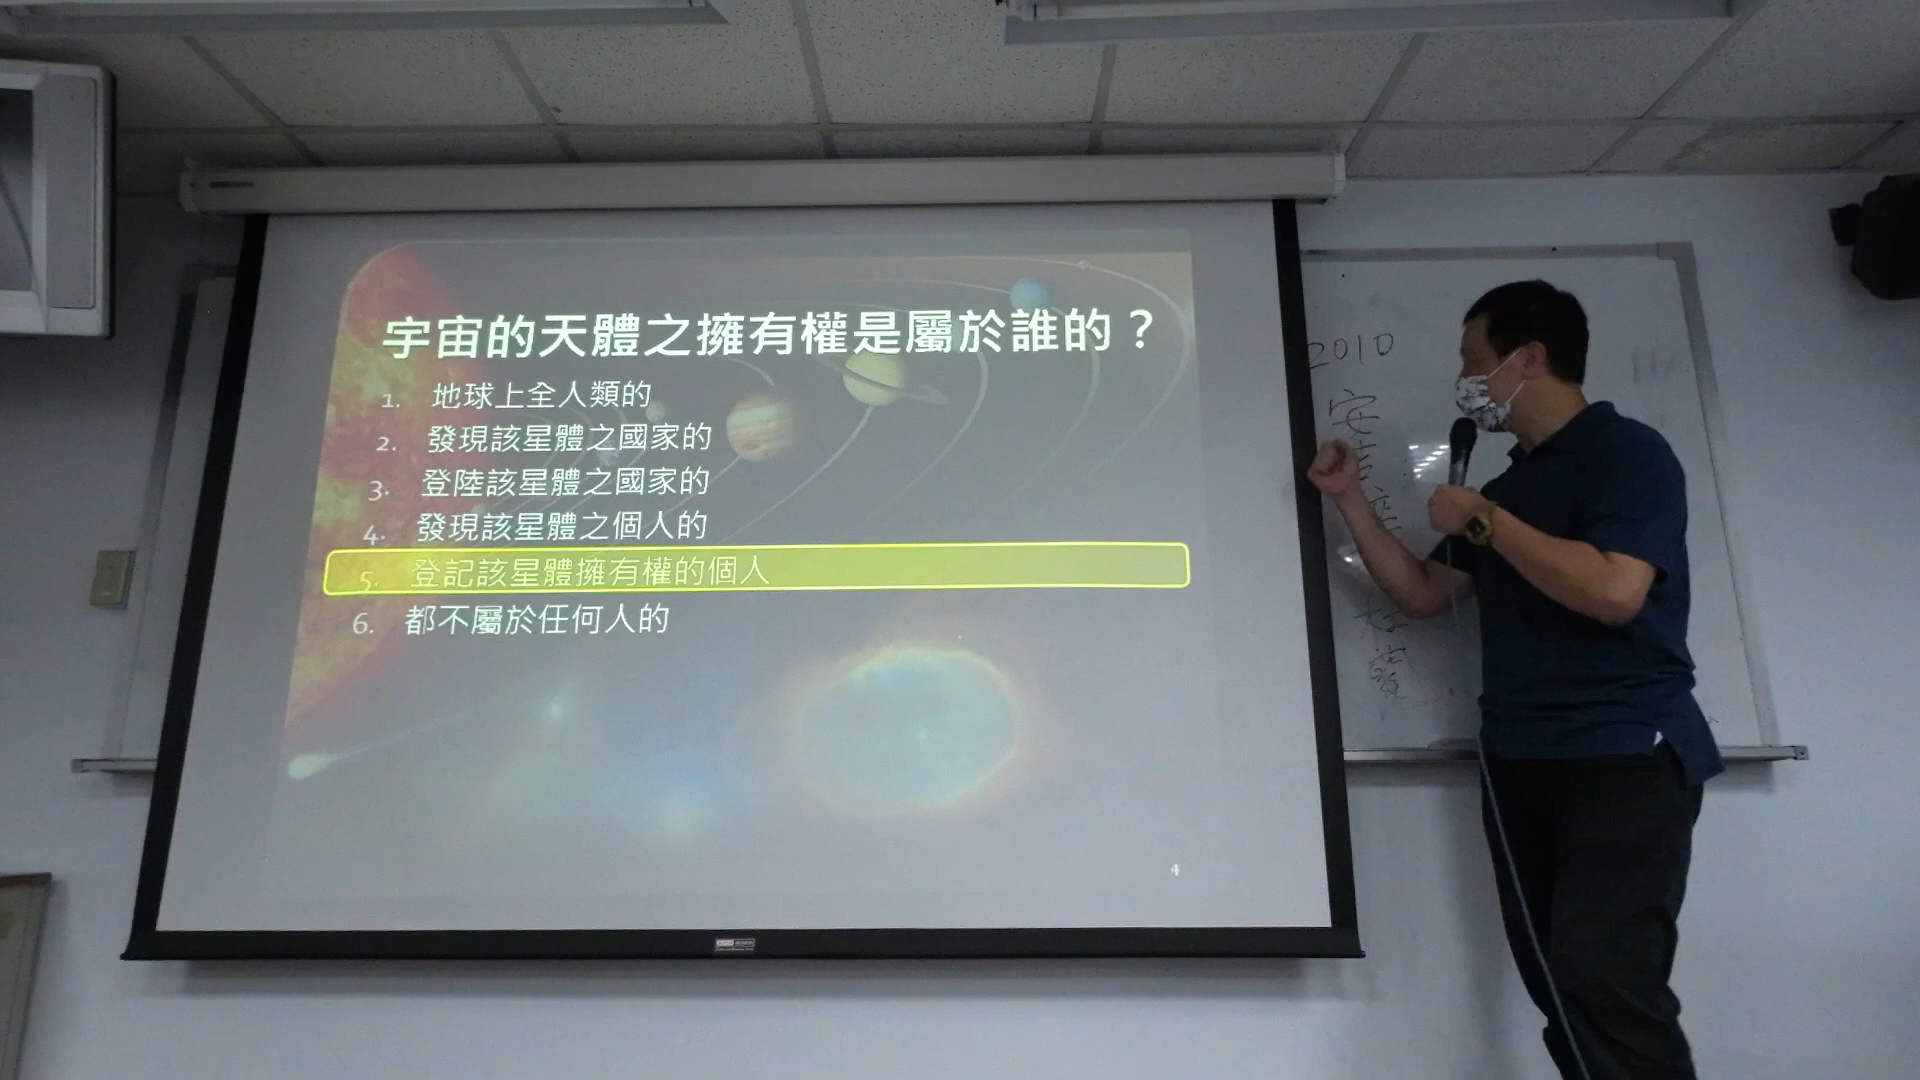 宇宙的天體之擁有權是屬於誰的？
1. 地球上全人類的
2. 發現該星體之國家的
3. 登陸該星體之國家的
4. 發現該星體之個人的
5. 登記該星體擁有權的個人
6. 都不屬於任何人的
4
2010
安